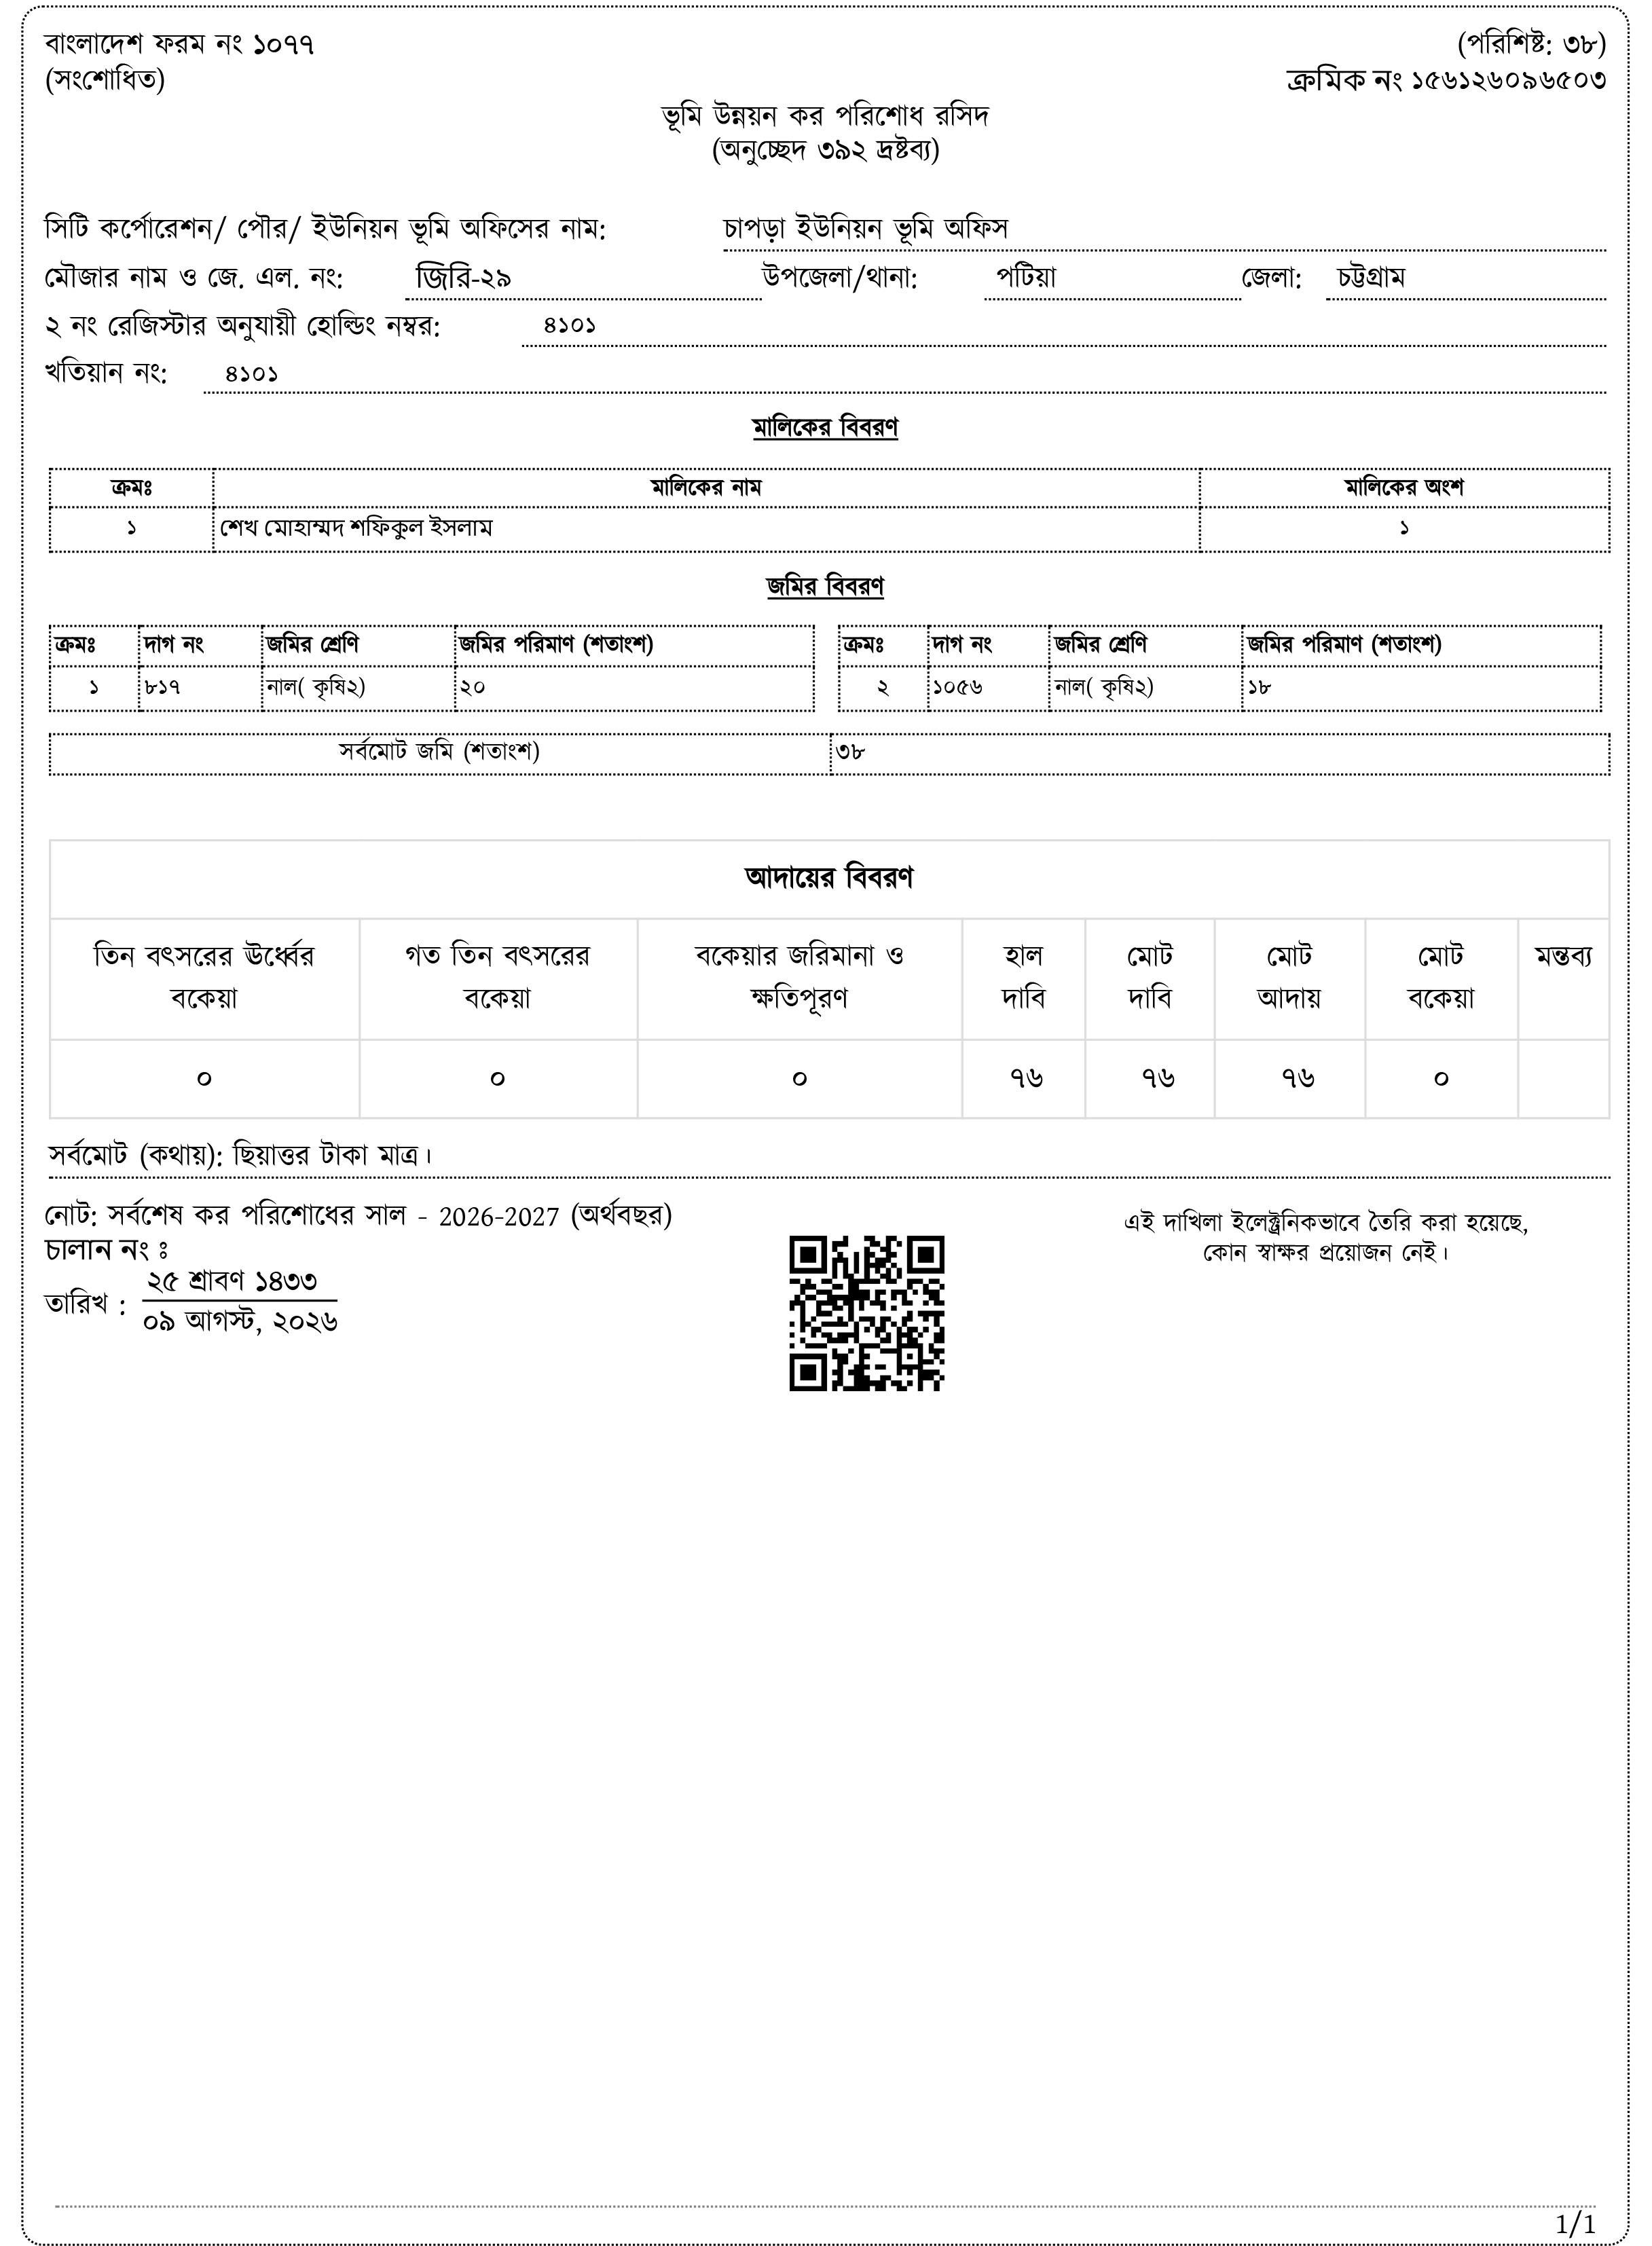 বাংলাদেশ ফরম নং ১০৭৭
(সংশোধিত)
(পরিশিষ্ট: ৩৮)
ক্রমিক নং ১৫৬১২৬০৯৬৫০৩
ভূমি উন্নয়ন কর পরিশোধ রসিদ
(অনুচ্ছেদ ৩৯২ দ্রষ্টব্য)
সিটি কর্পোরেশন/ পৌর/ ইউনিয়ন ভূমি অফিসের নাম: চাপড়া ইউনিয়ন ভূমি অফিস
মৌজার নাম ও জে. এল. নং: জিরি-২৯ উপজেলা/থানা: পটিয়া জেলা: চট্টগ্রাম
২ নং রেজিস্টার অনুযায়ী হোল্ডিং নম্বর: ৪১০১
খতিয়ান নং: ৪১০১
মালিকের বিবরণ
ক্রমঃ মালিকের নাম মালিকের অংশ
১ শেখ মোহাম্মদ শফিকুল ইসলাম ১
জমির বিবরণ
ক্রমঃ দাগ নং জমির শ্রেণি জমির পরিমাণ (শতাংশ) ক্রমঃ দাগ নং জমির শ্রেণি জমির পরিমাণ (শতাংশ)
১ ৮১৭ নাল( কৃষি২) ২০ ২ ১০৫৬ নাল( কৃষি২) ১৮
সর্বমোট জমি (শতাংশ) ৩৮
আদায়ের বিবরণ
তিন বৎসরের ঊর্ধ্বের বকেয়া গত তিন বৎসরের বকেয়া বকেয়ার জরিমানা ও ক্ষতিপূরণ হাল দাবি মোট দাবি মোট আদায় মোট বকেয়া মন্তব্য
০ ০ ০ ৭৬ ৭৬ ৭৬ ০
সর্বমোট (কথায়): ছিয়াত্তর টাকা মাত্র।
নোট: সর্বশেষ কর পরিশোধের সাল - 2026-2027 (অর্থবছর)
চালান নং ঃ
তারিখ : ২৫ শ্রাবণ ১৪৩৩
০৯ আগস্ট, ২০২৬
এই দাখিলা ইলেক্ট্রনিকভাবে তৈরি করা হয়েছে,
কোন স্বাক্ষর প্রয়োজন নেই।
1/1